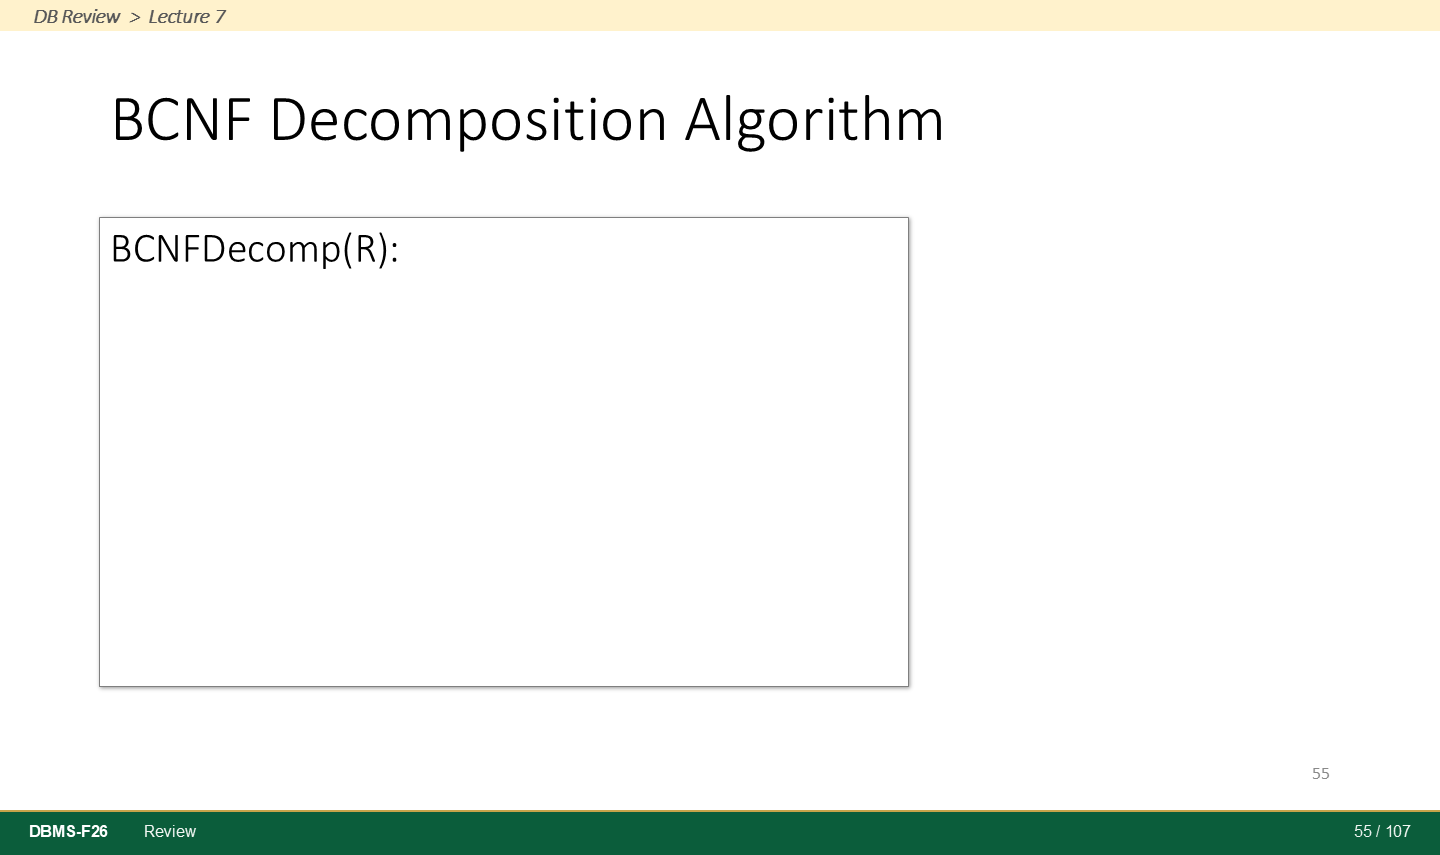 DB Review > Lecture 7
BCNF Decomposition Algorithm
BCNFDecomp(R):
55
DBMS-F26 Review 55 / 107